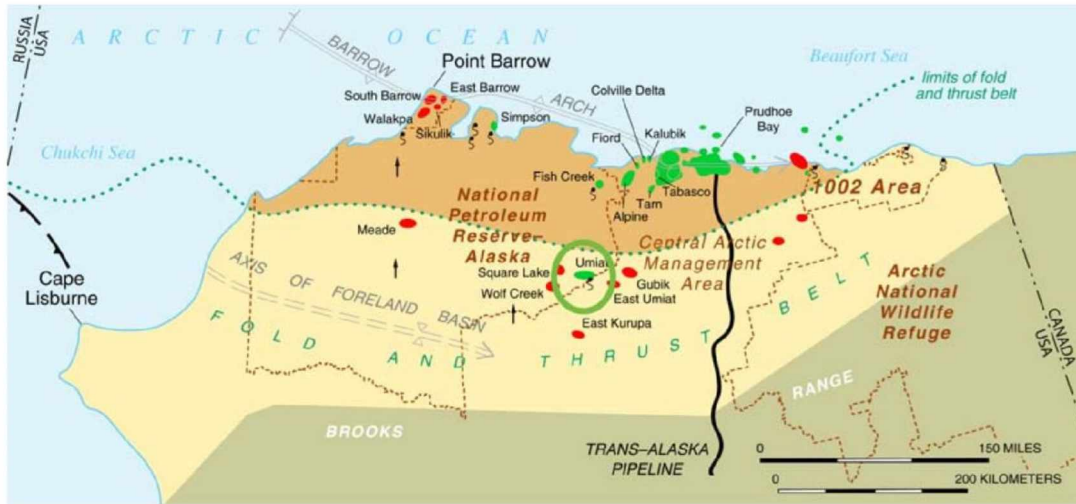 RUSSIA
USA
ARCTIC OCEAN
BARROW
ARCH
Point Barrow
Beaufort Sea
limits of fold
and thrust belt
South Barrow
East Barrow
Walakpa
Sikulik
Simpson
Colville Delta
Fiord
Kalubik
Prudhoe
Bay
Chukchi Sea
Fish Creek
Alpine
Tarn
Tabasco
1002 Area
National
Petroleum
Reserve–
Alaska
Meade
Central Arctic
Management
Area
Umiat
Square Lake
Wolf Creek
Gubik
East Umiat
East Kurupa
Cape
Lisburne
AXIS OF FORELAND BASIN
FOLD AND THRUST BELT
Arctic
National
Wildlife
Refuge
CANADA
USA
BROOKS
RANGE
TRANS–ALASKA
PIPELINE
0 150 MILES
0 200 KILOMETERS
S
S
S
S
S
S
S
S